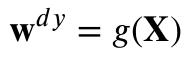 𝐰^{dy} = g(𝐗)